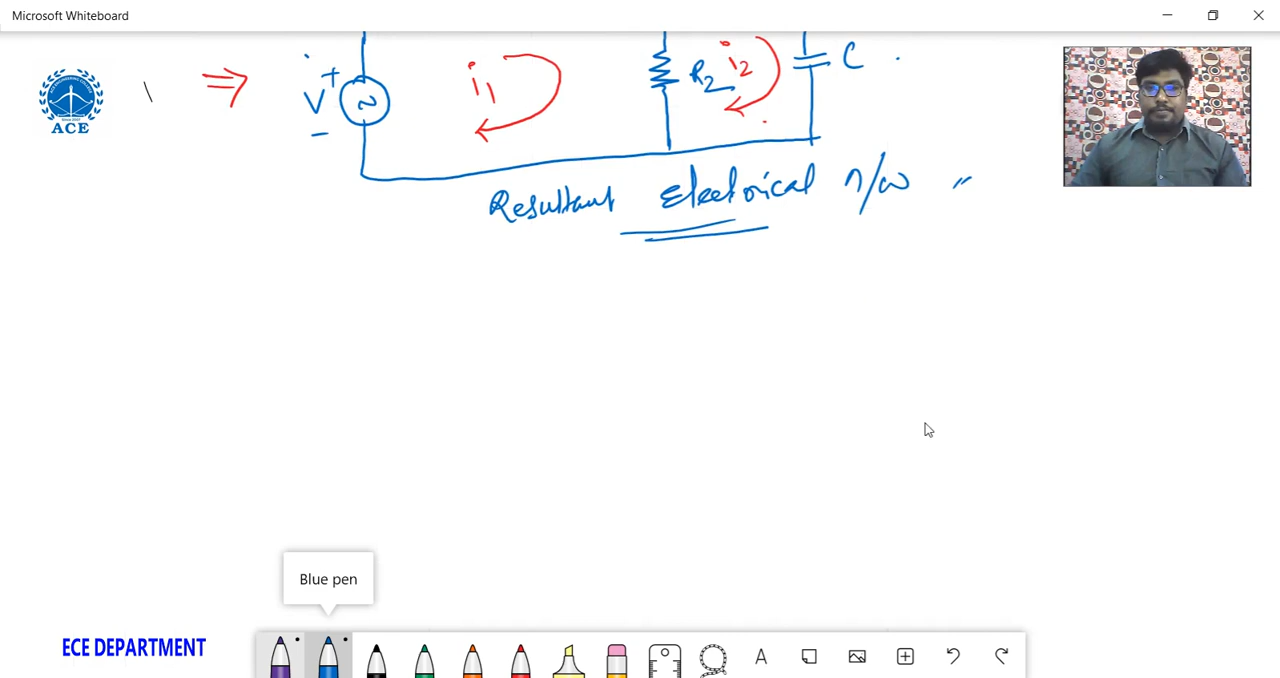 Microsoft Whiteboard
V + -
i1
R2
i2
C
ACE
Resultant Electrical n/w "
Blue pen
ECE DEPARTMENT
A